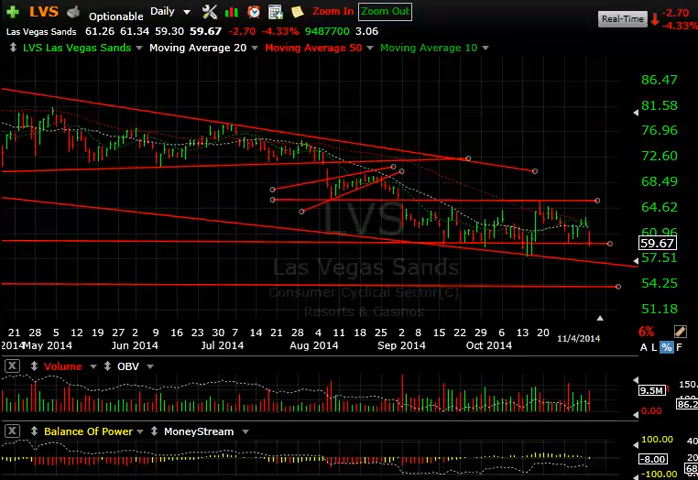 LVS Optionable Daily Zoom In Zoom Out Real-Time -2.70 -4.33%
Las Vegas Sands 61.26 61.34 59.30 59.67 -2.70 -4.33% 9487700 3.06
LVS Las Vegas Sands Moving Average 20 Moving Average 50 Moving Average 10
86.47
81.58
76.96
72.60
68.49
64.62
60.96
59.67
57.51
54.25
51.18
LVS
Las Vegas Sands
Consumer Cyclical Sector(C)
Resorts & Casinos
21 28 5 12 19 27 2 9 16 23 30 7 14 21 28 4 11 18 25 2 8 15 22 29 6 13 20 6%
2014 May 2014 Jun 2014 Jul 2014 Aug 2014 Sep 2014 Oct 2014 11/4/2014 A L % F
X Volume OBV
9.5M 150.
0.00 86.2
X Balance Of Power MoneyStream
100.00 40
-8.00 20
-100.00 68